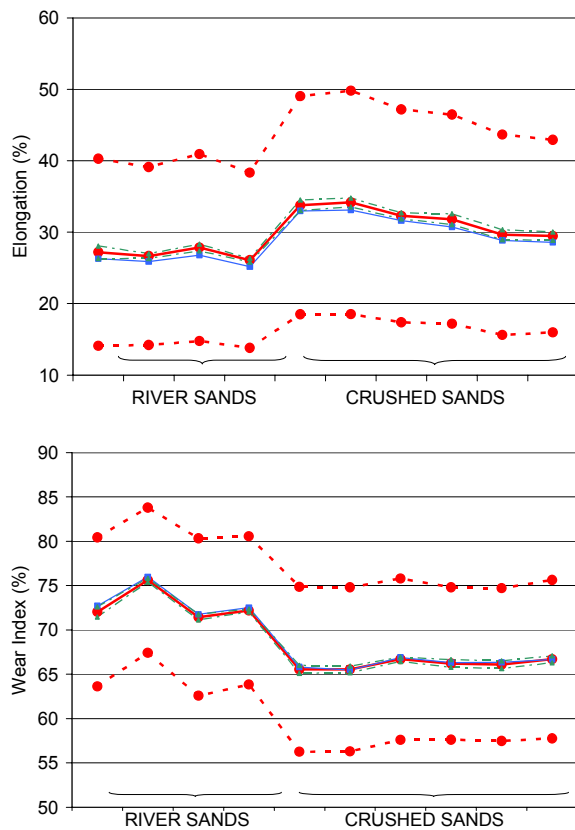 60
50
40
30
20
10
Elongation (%)
RIVER SANDS
CRUSHED SANDS
90
85
80
75
70
65
60
55
50
Wear Index (%)
RIVER SANDS
CRUSHED SANDS